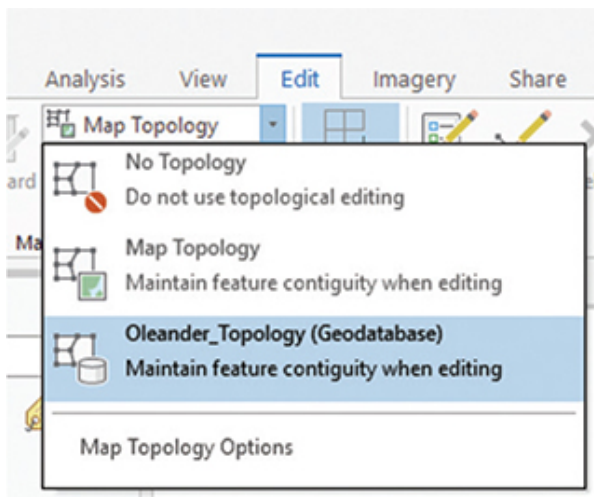 Analysis View Edit Imagery Share
Map Topology
No Topology
Do not use topological editing
ard
Map Topology
Ma
Maintain feature contiguity when editing
Oleander_Topology (Geodatabase)
Maintain feature contiguity when editing
Map Topology Options